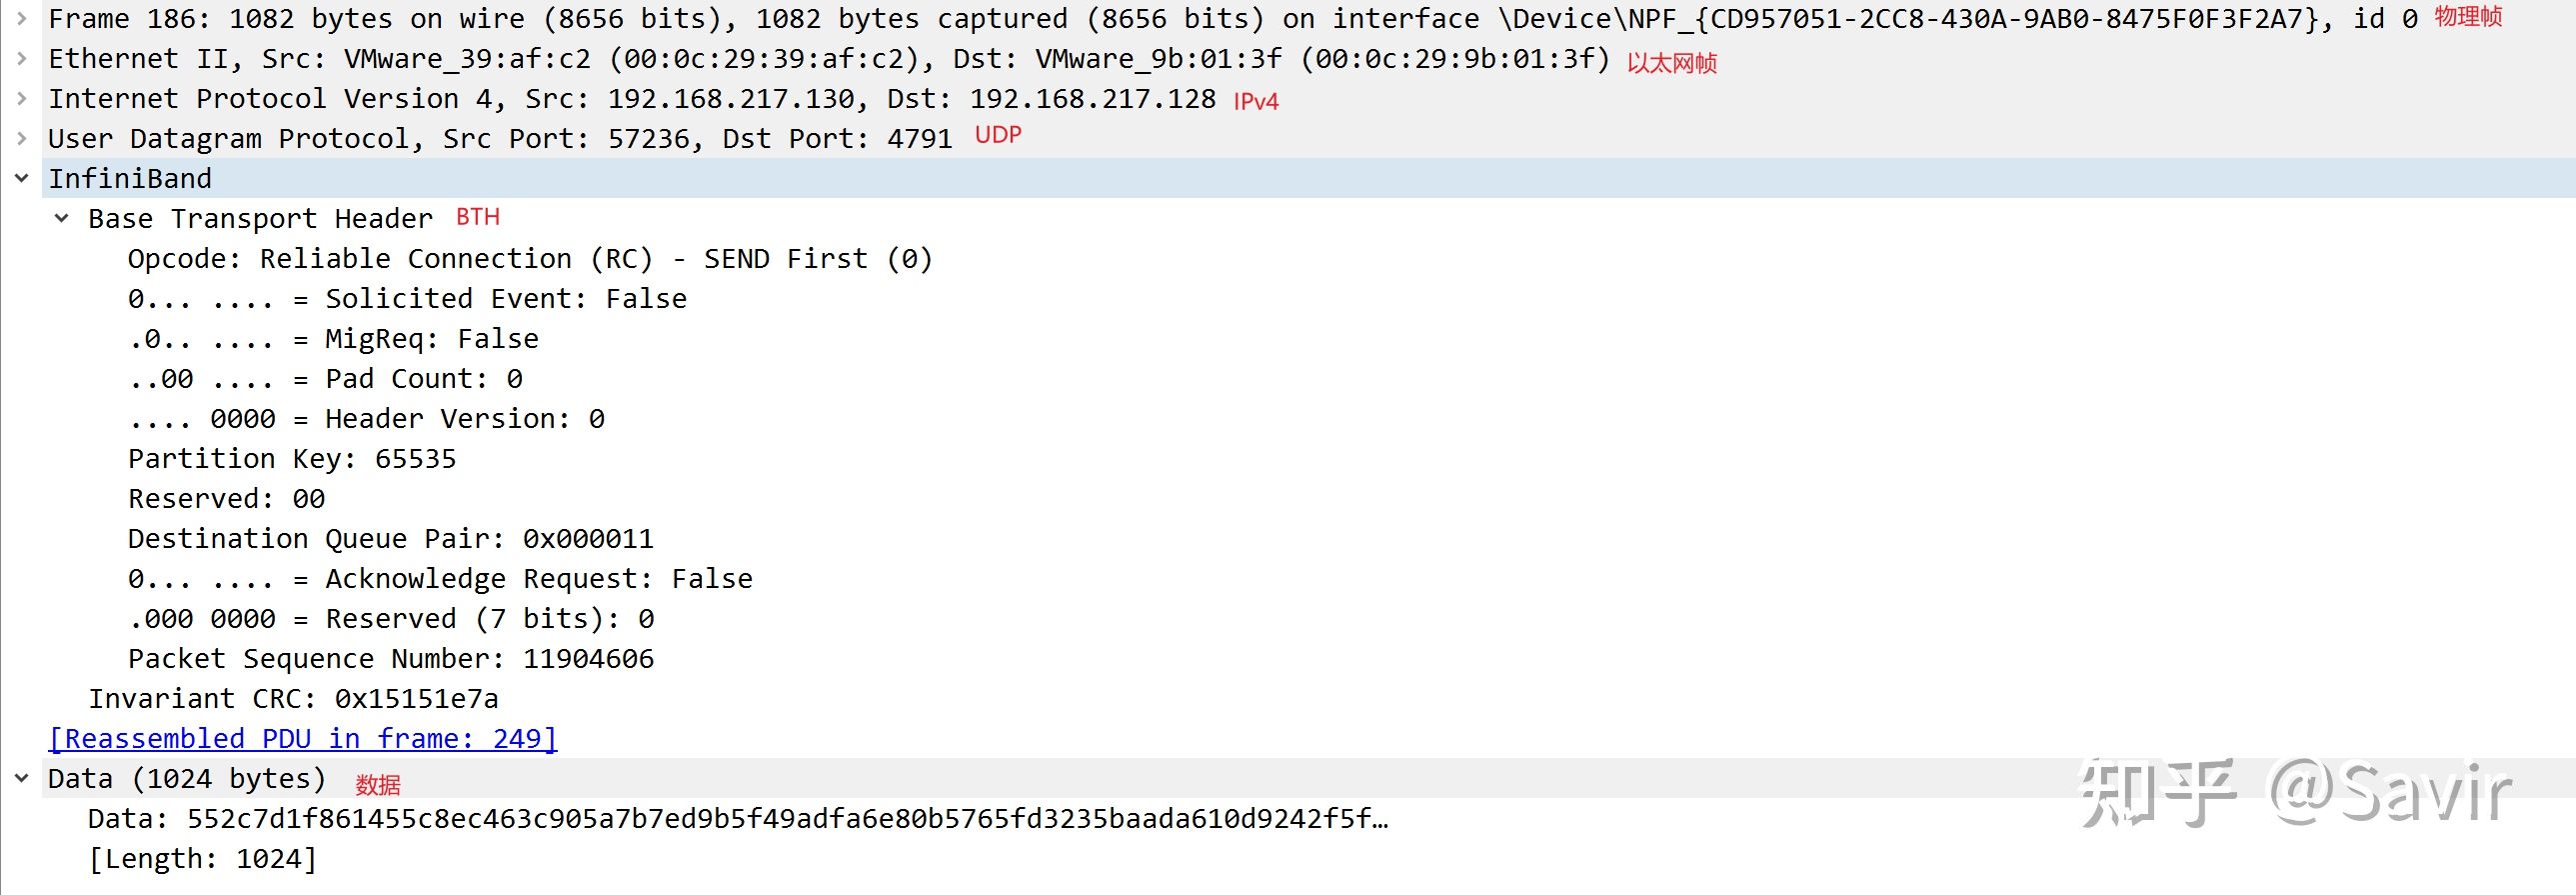 Frame 186: 1082 bytes on wire (8656 bits), 1082 bytes captured (8656 bits) on interface \Device\NPF_{CD957051-2CC8-430A-9AB0-8475F0F3F2A7}, id 0 物理帧
Ethernet II, Src: VMware_39:af:c2 (00:0c:29:39:af:c2), Dst: VMware_9b:01:3f (00:0c:29:9b:01:3f) 以太网帧
Internet Protocol Version 4, Src: 192.168.217.130, Dst: 192.168.217.128 IPv4
User Datagram Protocol, Src Port: 57236, Dst Port: 4791 UDP
InfiniBand
Base Transport Header BTH
Opcode: Reliable Connection (RC) - SEND First (0)
0... .... = Solicited Event: False
.0.. .... = MigReq: False
..00 .... = Pad Count: 0
.... 0000 = Header Version: 0
Partition Key: 65535
Reserved: 00
Destination Queue Pair: 0x000011
0... .... = Acknowledge Request: False
.000 0000 = Reserved (7 bits): 0
Packet Sequence Number: 11904606
Invariant CRC: 0x15151e7a
[Reassembled PDU in frame: 249]
Data (1024 bytes) 数据
Data: 552c7d1f861455c8ec463c905a7b7ed9b5f49adfa6e80b5765fd3235baada610d9242f5f…
[Length: 1024]
知乎 @Savir